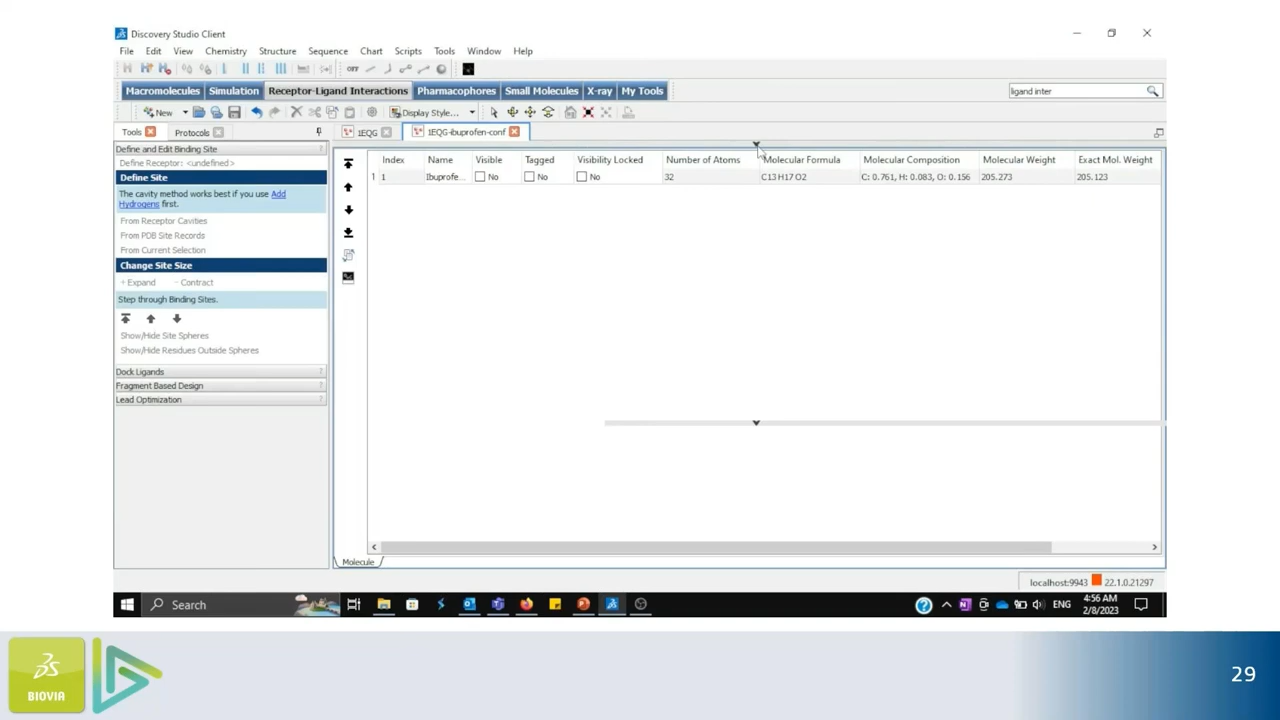 Discovery Studio Client
File Edit View Chemistry Structure Sequence Chart Scripts Tools Window Help
OFF
Macromolecules Simulation Receptor-Ligand Interactions Pharmacophores Small Molecules X-ray My Tools
ligand inter
New Display Style...
Tools Protocols
1EQG 1EQG-ibuprofen-conf
Define and Edit Binding Site
Define Receptor: <undefined>
Define Site
The cavity method works best if you use Add
Hydrogens first.
From Receptor Cavities
From PDB Site Records
From Current Selection
Change Site Size
+ Expand - Contract
Step through Binding Sites.
Show/Hide Site Spheres
Show/Hide Residues Outside Spheres
Dock Ligands ?
Fragment Based Design ?
Lead Optimization ?
Index Name Visible Tagged Visibility Locked Number of Atoms Molecular Formula Molecular Composition Molecular Weight Exact Mol. Weight
1 1 Ibuprofe... No No No 32 C13 H17 O2 C: 0.761, H: 0.083, O: 0.156 205.273 205.123
Molecule
localhost:9943 22.1.0.21297
Search
ENG
4:56 AM
2/8/2023
BIOVIA
29